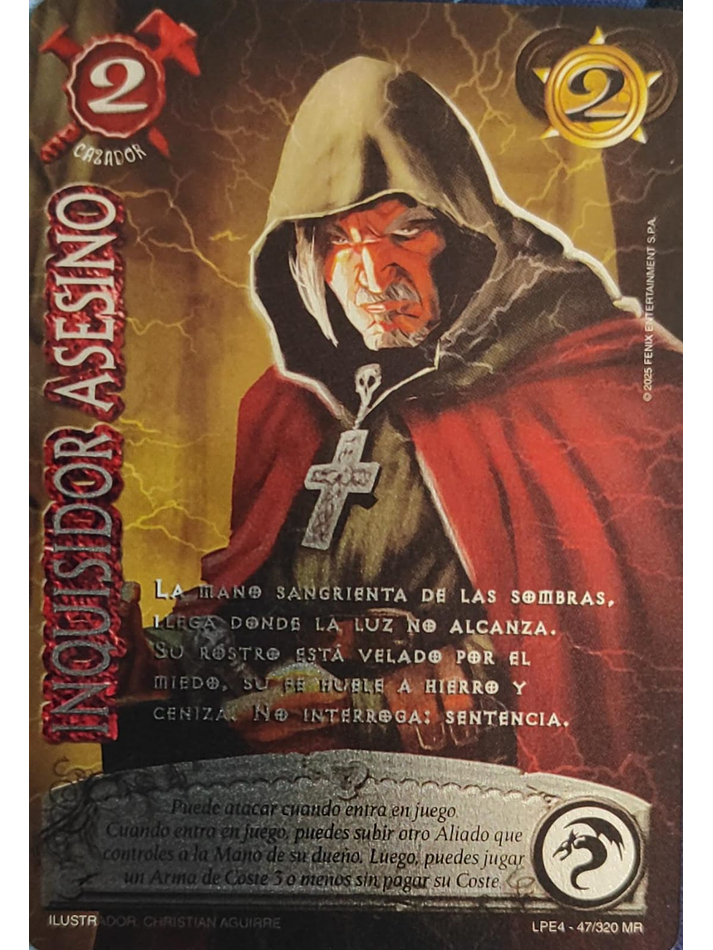 2
CAZADOR
2
INQUISIDOR ASESINO
© 2025 FENIX ENTERTAINMENT S.P.A.
LA MANO SANGRIENTA DE LAS SOMBRAS,
LLEGA DONDE LA LUZ NO ALCANZA.
SU ROSTRO ESTÁ VELADO POR EL
MIEDO, SU FE HUELE A HIERRO Y
CENIZA. NO INTERROGA: SENTENCIA.
Puede atacar cuando entra en juego.
Cuando entra en juego, puedes subir otro Aliado que
controles a la Mano de su dueño. Luego, puedes jugar
un Arma de Coste 3 o menos sin pagar su Coste.
ILUSTRADOR: CHRISTIAN AGUIRRE
LPE4 - 47/320 MR